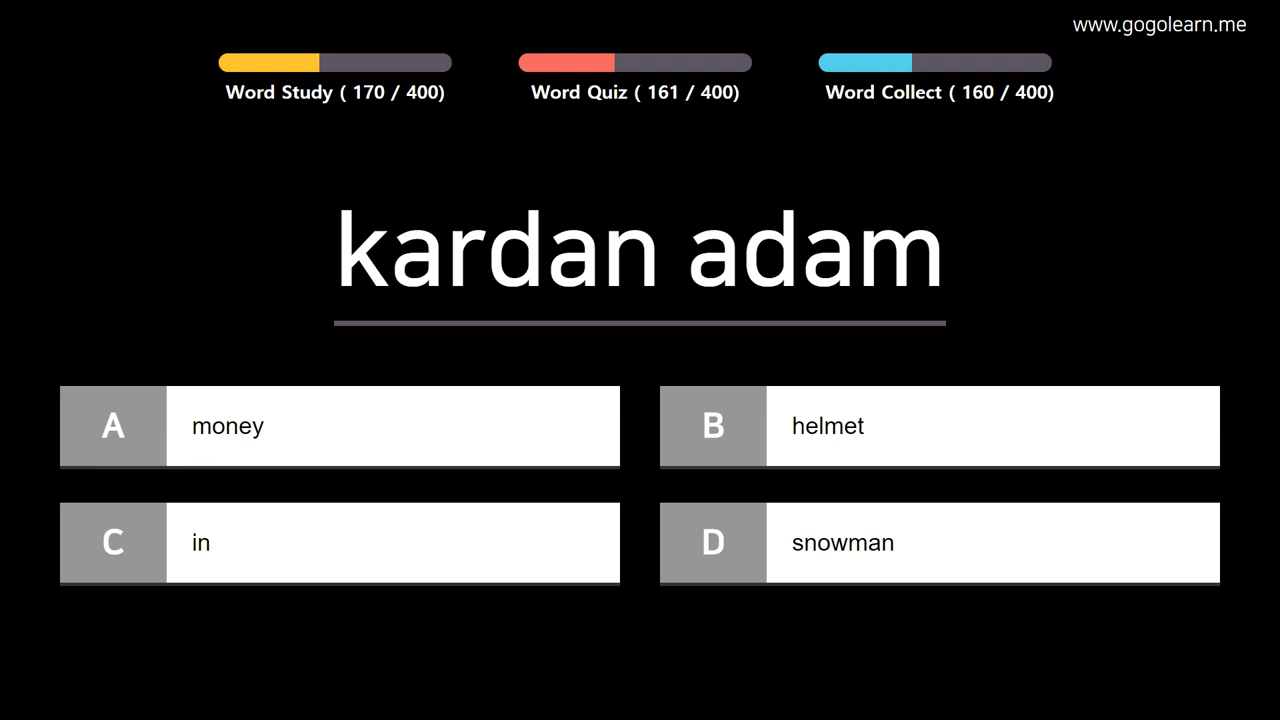 www.gogolearn.me
Word Study ( 170 / 400)
Word Quiz ( 161 / 400)
Word Collect ( 160 / 400)
kardan adam
A money
B helmet
C in
D snowman